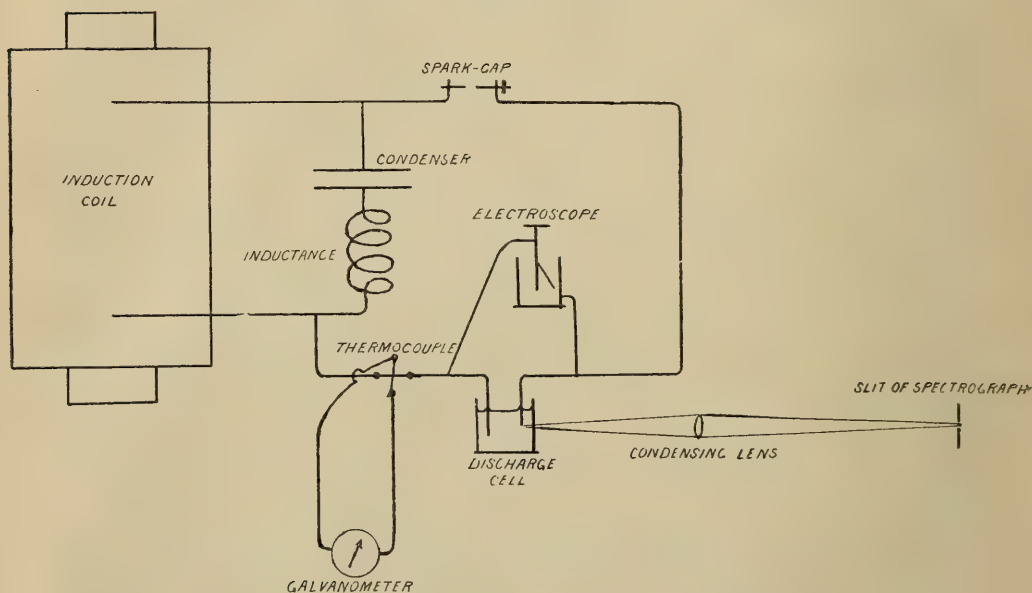 SPARK-GAP
CONDENSER
INDUCTION
COIL
ELECTROSCOPE
INDUCTANCE
THERMOCOUPLE
SLIT OF SPECTROGRAPH
CONDENSING LENS
DISCHARGE
CELL
GALVANOMETER